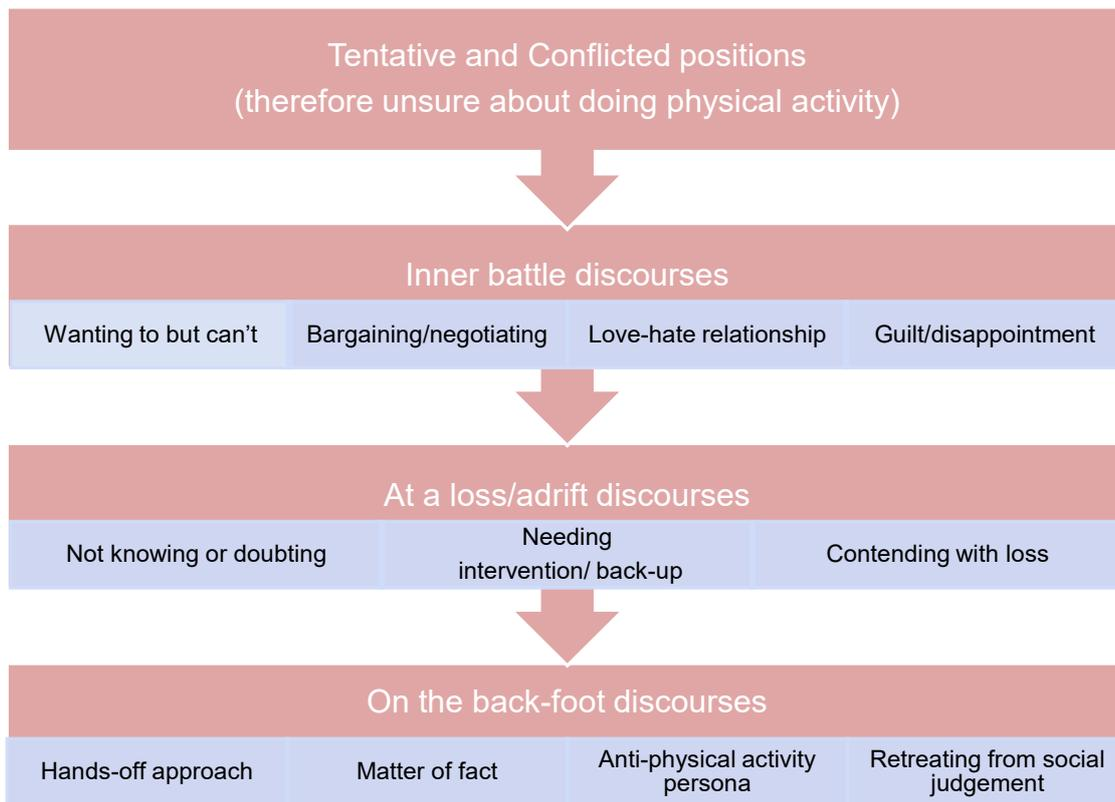 Tentative and Conflicted positions
(therefore unsure about doing physical activity)
Inner battle discourses
Wanting to but can’t
Bargaining/negotiating
Love-hate relationship
Guilt/disappointment
At a loss/adrift discourses
Not knowing or doubting
Needing
intervention/ back-up
Contending with loss
On the back-foot discourses
Hands-off approach
Matter of fact
Anti-physical activity
persona
Retreating from social
judgement